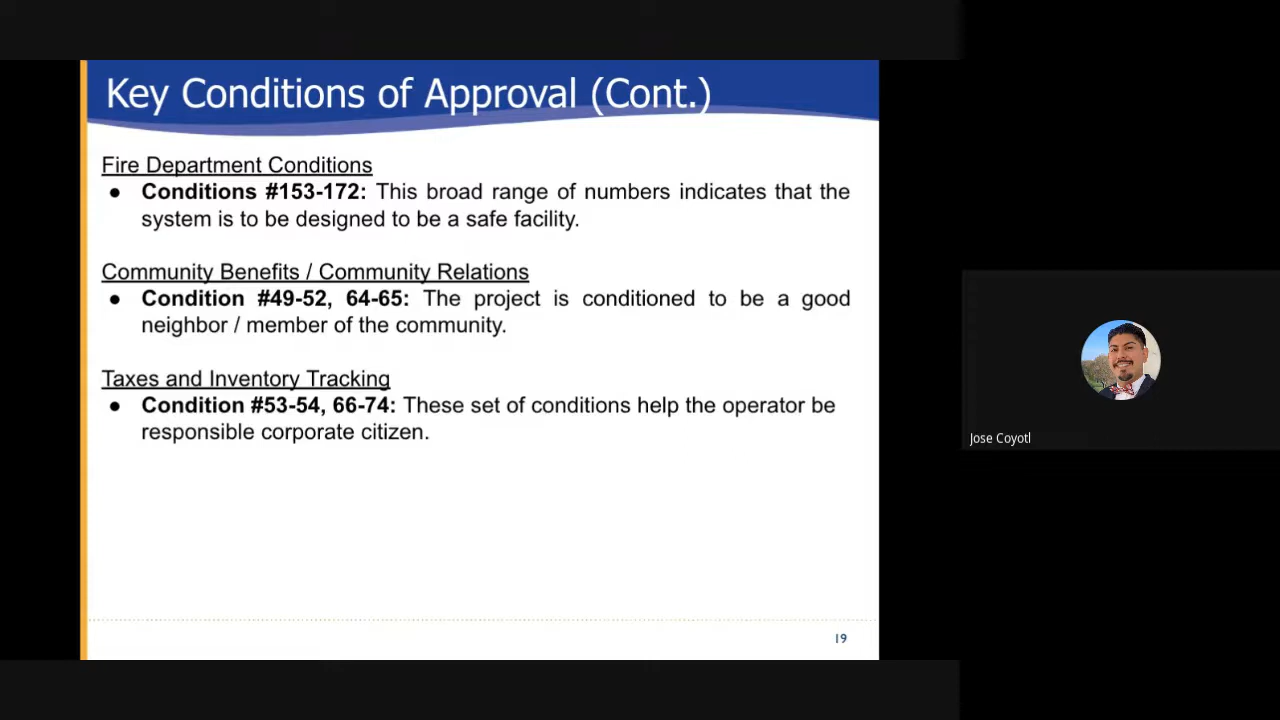 Key Conditions of Approval (Cont.)
Fire Department Conditions
● Conditions #153-172: This broad range of numbers indicates that the
system is to be designed to be a safe facility.
Community Benefits / Community Relations
● Condition #49-52, 64-65: The project is conditioned to be a good
neighbor / member of the community.
Taxes and Inventory Tracking
● Condition #53-54, 66-74: These set of conditions help the operator be
responsible corporate citizen.
19
Jose Coyotl